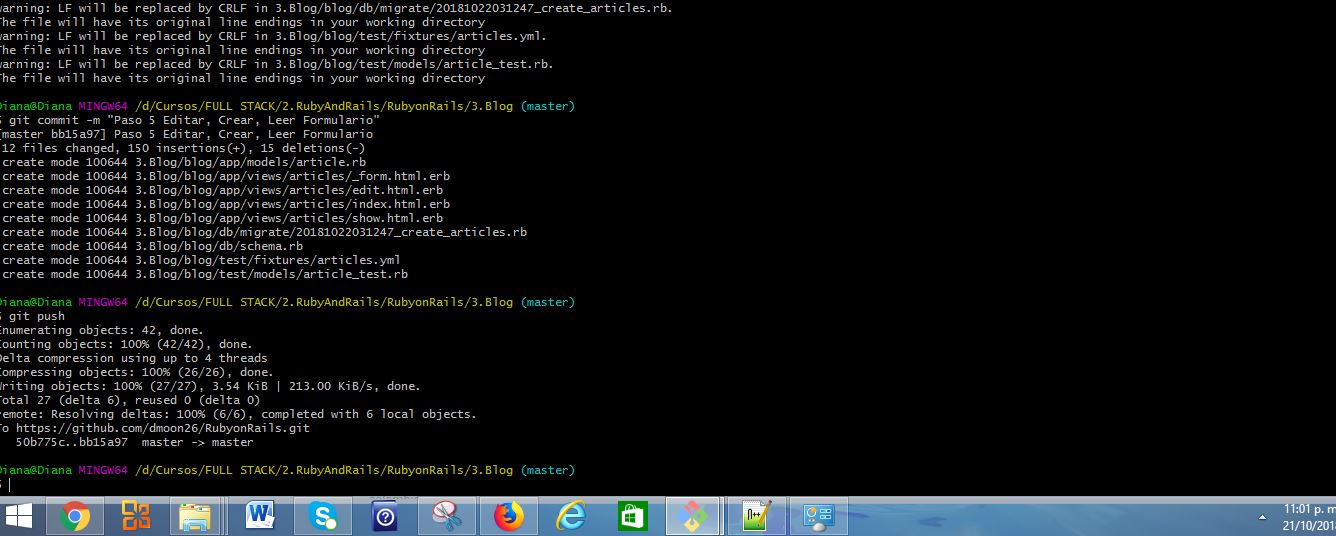 warning: LF will be replaced by CRLF in 3.Blog/blog/db/migrate/20181022031247_create_articles.rb.
The file will have its original line endings in your working directory
warning: LF will be replaced by CRLF in 3.Blog/blog/test/fixtures/articles.yml.
The file will have its original line endings in your working directory
warning: LF will be replaced by CRLF in 3.Blog/blog/test/models/article_test.rb.
The file will have its original line endings in your working directory
Diana@Diana MINGW64 /d/Cursos/FULL STACK/2.RubyAndRails/RubyonRails/3.Blog (master)
$ git commit -m "Paso 5 Editar, Crear, Leer Formulario"
[master bb15a97] Paso 5 Editar, Crear, Leer Formulario
12 files changed, 150 insertions(+), 15 deletions(-)
create mode 100644 3.Blog/blog/app/models/article.rb
create mode 100644 3.Blog/blog/app/views/articles/_form.html.erb
create mode 100644 3.Blog/blog/app/views/articles/edit.html.erb
create mode 100644 3.Blog/blog/app/views/articles/index.html.erb
create mode 100644 3.Blog/blog/app/views/articles/show.html.erb
create mode 100644 3.Blog/blog/db/migrate/20181022031247_create_articles.rb
create mode 100644 3.Blog/blog/db/schema.rb
create mode 100644 3.Blog/blog/test/fixtures/articles.yml
create mode 100644 3.Blog/blog/test/models/article_test.rb
Diana@Diana MINGW64 /d/Cursos/FULL STACK/2.RubyAndRails/RubyonRails/3.Blog (master)
$ git push
Enumerating objects: 42, done.
Counting objects: 100% (42/42), done.
Delta compression using up to 4 threads
Compressing objects: 100% (26/26), done.
Writing objects: 100% (27/27), 3.54 KiB | 213.00 KiB/s, done.
Total 27 (delta 6), reused 0 (delta 0)
remote: Resolving deltas: 100% (6/6), completed with 6 local objects.
To https://github.com/dmoon26/RubyonRails.git
50b775c..bb15a97 master -> master
Diana@Diana MINGW64 /d/Cursos/FULL STACK/2.RubyAndRails/RubyonRails/3.Blog (master)
$
11:01 p. m
21/10/2018